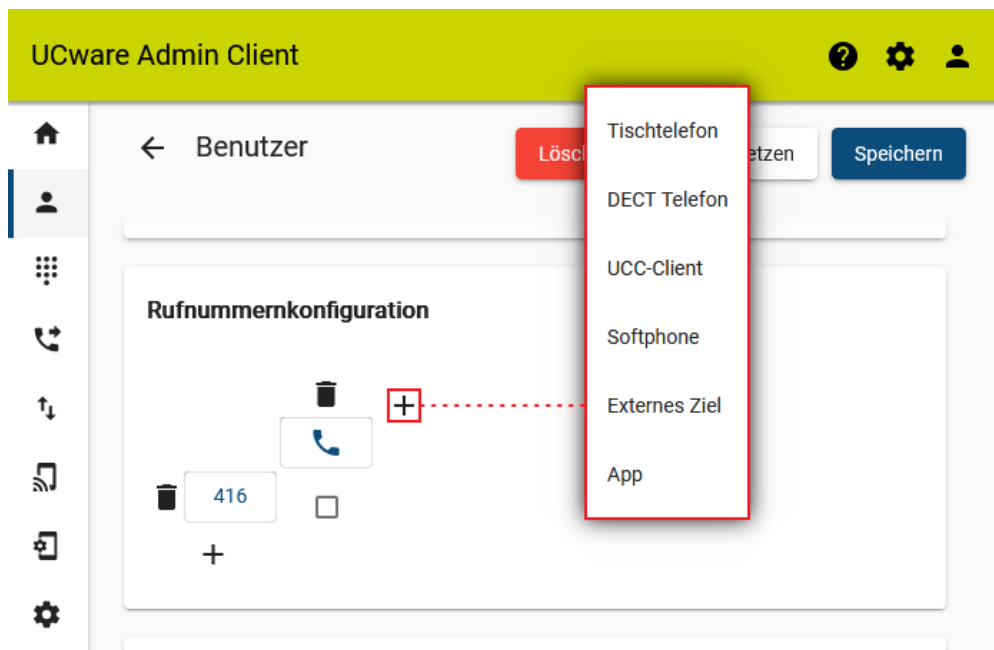 UCware Admin Client
Benutzer
Lösc
etzen
Speichern
Tischtelefon
DECT Telefon
UCC-Client
Softphone
Externes Ziel
App
Rufnummernkonfiguration
416